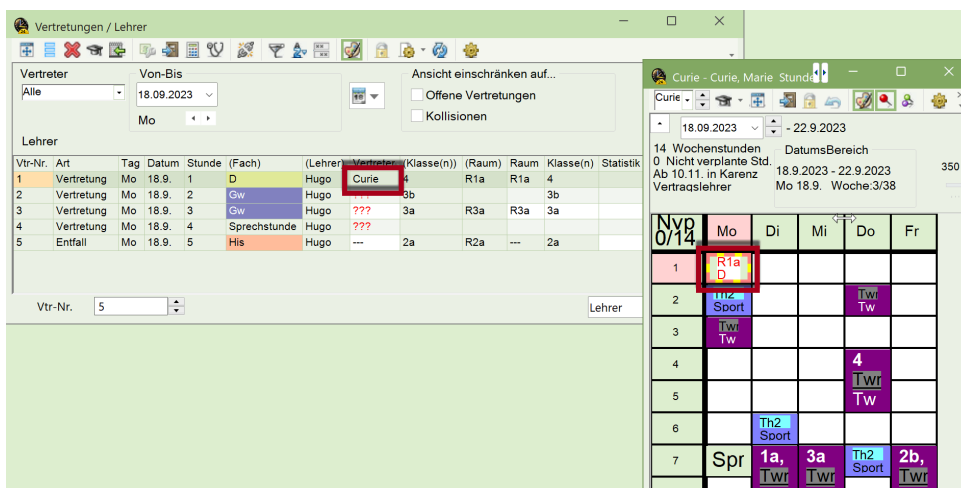 Vertretungen / Lehrer
Vertreter
Alle
Von-Bis
18.09.2023
Mo
Ansicht einschränken auf...
Offene Vertretungen
Kollisionen
Lehrer
Vtr-Nr. Art Tag Datum Stunde (Fach) (Lehrer) Vertreter (Klasse(n)) (Raum) Raum Klasse(n) Statistik
1 Vertretung Mo 18.9. 1 D Hugo Curie 4 R1a R1a 4
2 Vertretung Mo 18.9. 2 Gw Hugo ??? 3b 3b
3 Vertretung Mo 18.9. 3 Gw Hugo ??? 3a R3a R3a 3a
4 Vertretung Mo 18.9. 4 Sprechstunde Hugo ???
5 Entfall Mo 18.9. 5 His Hugo --- 2a R2a --- 2a
Vtr-Nr. 5
Lehrer
Curie - Curie, Marie Stunde
Curie
18.09.2023 - 22.9.2023
14 Wochenstunden
0 Nicht verplante Std.
Ab 10.11. in Karenz
Vertragslehrer
DatumsBereich
18.9.2023 - 22.9.2023
Mo 18.9. Woche:3/38
350
Nvp
0/14 Mo Di Mi Do Fr
1 R1a
D
2 Th2 Twr
Sport Tw
3 Twr
Tw
4 4
Twr
5 Tw
6 Th2
Sport
7 Spr 1a, 3a Th2 2b,
Twr Twr Sport Twr